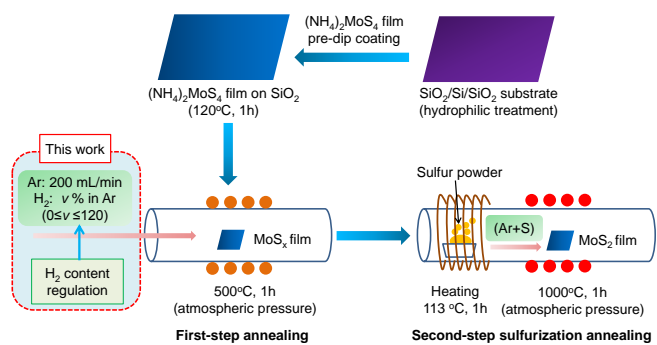 (NH₄)₂MoS₄ film
pre-dip coating
(NH₄)₂MoS₄ film on SiO₂
(120°C, 1h)
SiO₂/Si/SiO₂ substrate
(hydrophilic treatment)
This work
Ar: 200 mL/min
H₂: v % in Ar
(0≤v ≤120)
H₂ content
regulation
MoSₓ film
500°C, 1h
(atmospheric pressure)
First-step annealing
Sulfur powder
(Ar+S)
MoS₂ film
Heating
113 °C, 1h
1000°C, 1h
(atmospheric pressure)
Second-step sulfurization annealing